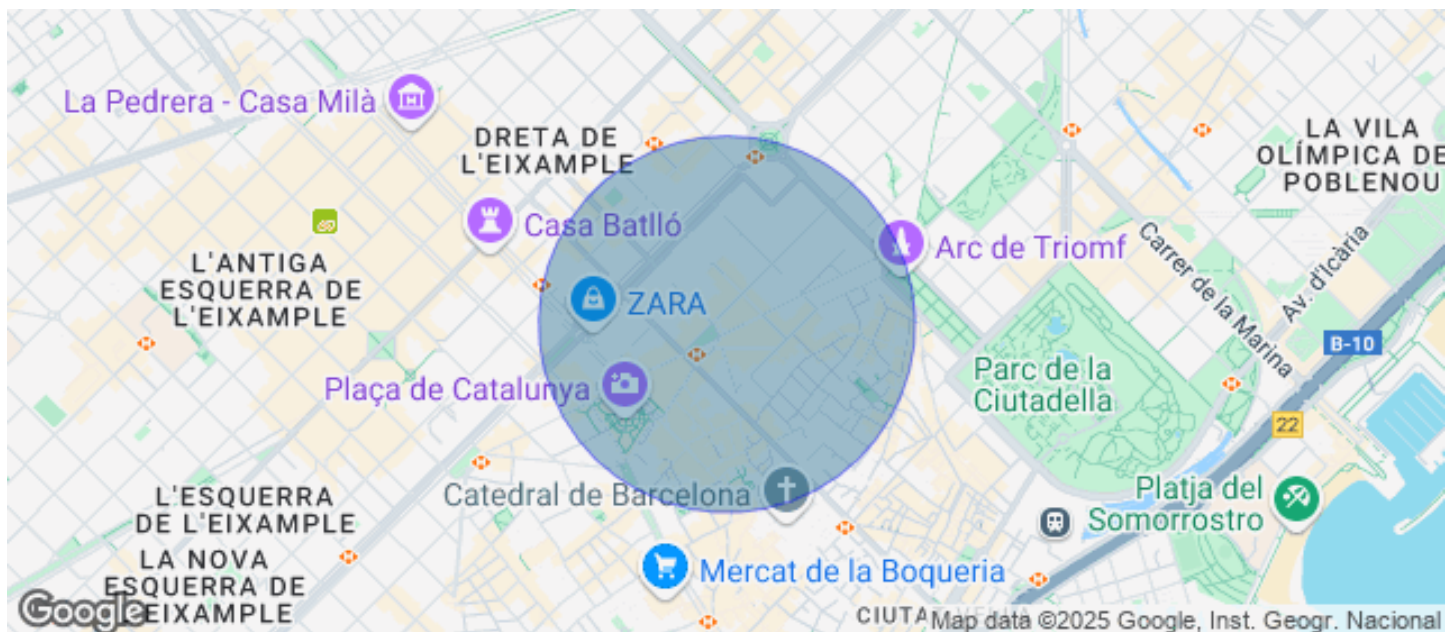 La Pedrera - Casa Milà
DRETA DE
L'EIXAMPLE
LA VILA
OLÍMPICA DE
POBLENOU
Casa Batlló
Arc de Triomf
Carrer de la Marina
Av. d'Icària
L'ANTIGA
ESQUERRA DE
L'EIXAMPLE
ZARA
B-10
Plaça de Catalunya
Parc de la
Ciutadella
22
L'ESQUERRA
DE L'EIXAMPLE
Catedral de Barcelona
Platja del
Somorrostro
LA NOVA
ESQUERRA DE
L'EIXAMPLE
Mercat de la Boqueria
Google
Map data ©2025 Google, Inst. Geogr. Nacional